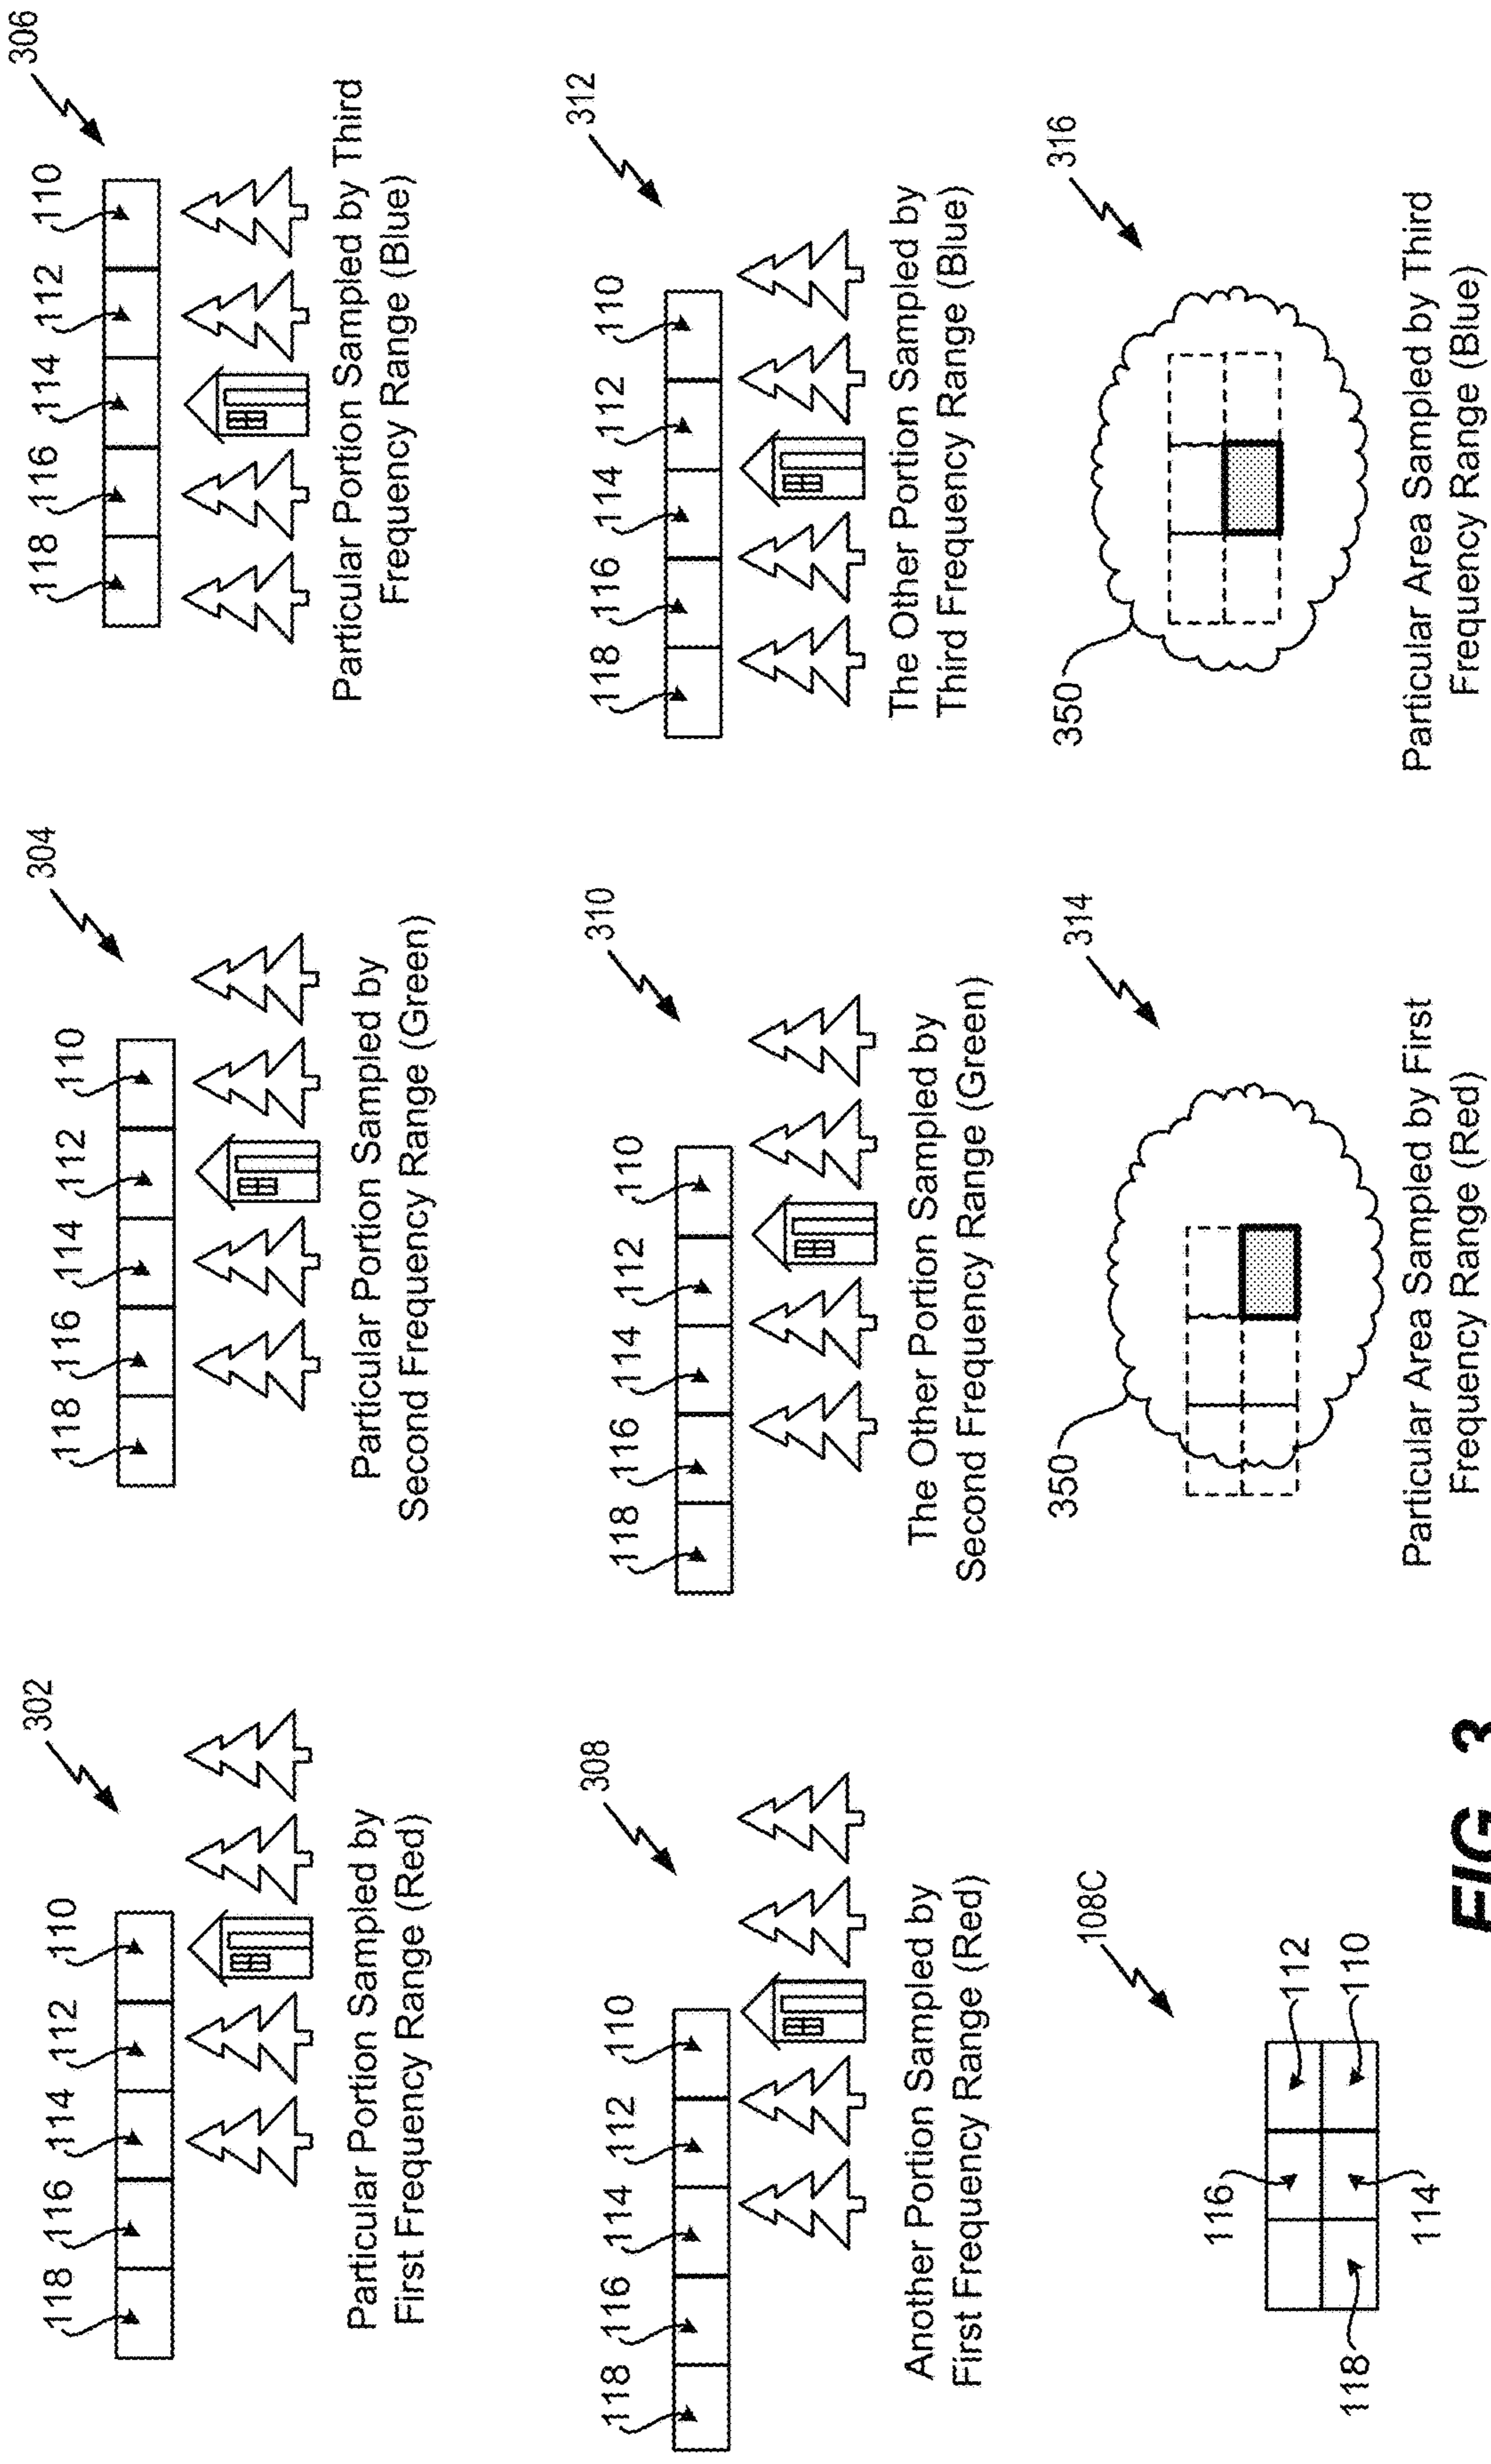 302
118 116 114 112 110
Particular Portion Sampled by
First Frequency Range (Red)
304
118 116 114 112 110
Particular Portion Sampled by
Second Frequency Range (Green)
306
118 116 114 112 110
Particular Portion Sampled by Third
Frequency Range (Blue)
308
118 116 114 112 110
Another Portion Sampled by
First Frequency Range (Red)
310
118 116 114 112 110
The Other Portion Sampled by
Second Frequency Range (Green)
312
118 116 114 112 110
The Other Portion Sampled by
Third Frequency Range (Blue)
108C
116
112
118
114
110
350
314
Particular Area Sampled by First
Frequency Range (Red)
350
316
Particular Area Sampled by Third
Frequency Range (Blue)
FIG. 3